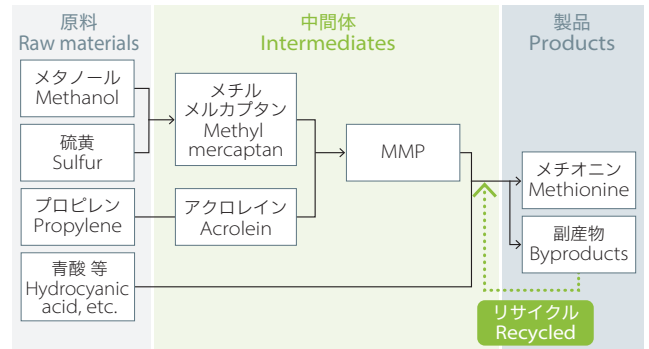 原料
Raw materials
中間体
Intermediates
製品
Products
メタノール
Methanol
硫黄
Sulfur
プロピレン
Propylene
青酸 等
Hydrocyanic
acid, etc.
メチル
メルカプタン
Methyl
mercaptan
アクロレイン
Acrolein
MMP
メチオニン
Methionine
副産物
Byproducts
リサイクル
Recycled